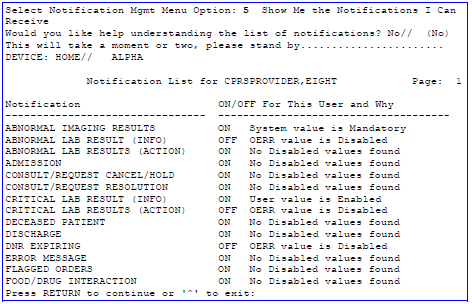 Select Notification Mgmt Menu Option: 5  Show Me the Notifications I Can
Receive
Would you like help understanding the list of notifications? No//  (No)
This will take a moment or two, please stand by.......................
DEVICE: HOME//   ALPHA
Notification List for CPRSPROVIDER,EIGHT          Page:  1
Notification                    ON/OFF For This User and Why
------------------------------  -----------------------------------
ABNORMAL IMAGING RESULTS        ON   System value is Mandatory
ABNORMAL LAB RESULT (INFO)      OFF  OERR value is Disabled
ABNORMAL LAB RESULTS (ACTION)   ON   No Disabled values found
ADMISSION                       ON   No Disabled values found
CONSULT/REQUEST CANCEL/HOLD     ON   No Disabled values found
CONSULT/REQUEST RESOLUTION      ON   No Disabled values found
CRITICAL LAB RESULT (INFO)      ON   User value is Enabled
CRITICAL LAB RESULTS (ACTION)   OFF  OERR value is Disabled
DECEASED PATIENT                ON   No Disabled values found
DISCHARGE                       ON   No Disabled values found
DNR EXPIRING                    OFF  OERR value is Disabled
ERROR MESSAGE                   ON   No Disabled values found
FLAGGED ORDERS                  ON   No Disabled values found
FOOD/DRUG INTERACTION           ON   No Disabled values found
Press RETURN to continue or '^' to exit: